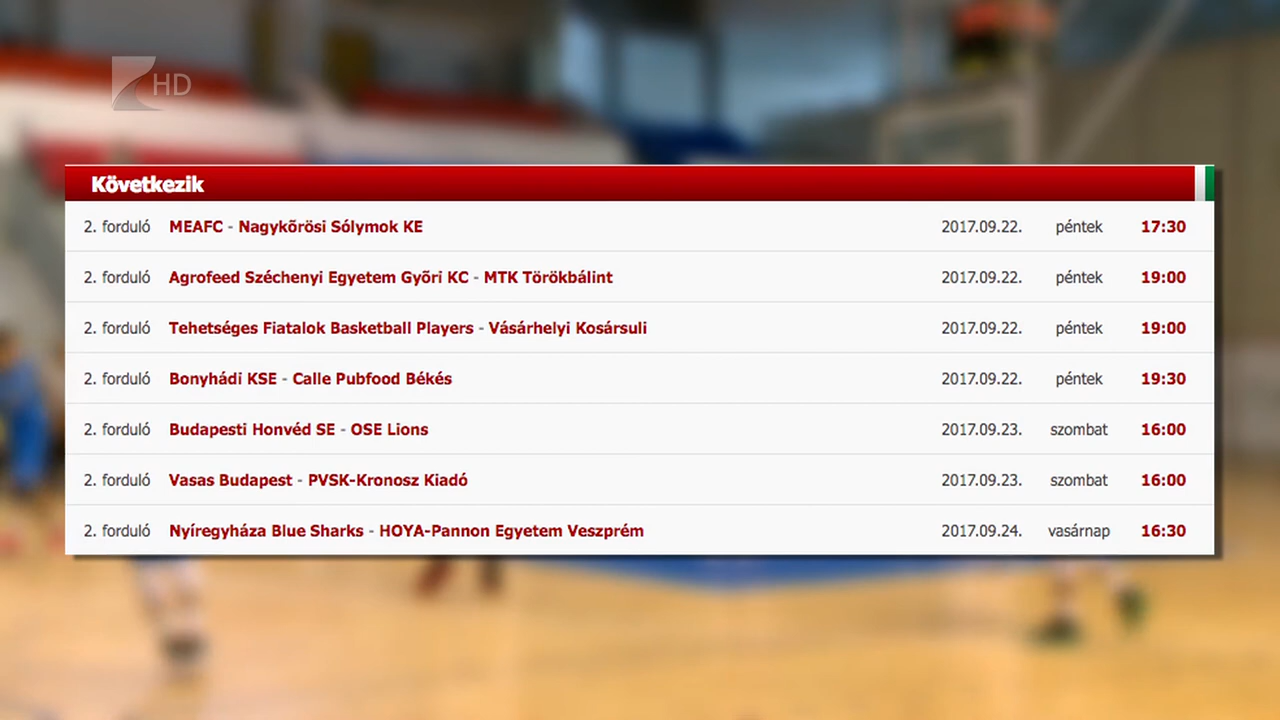 HD
Következik
2. forduló MEAFC - Nagykõrösi Sólymok KE 2017.09.22. péntek 17:30
2. forduló Agrofeed Széchenyi Egyetem Gyõri KC - MTK Törökbálint 2017.09.22. péntek 19:00
2. forduló Tehetséges Fiatalok Basketball Players - Vásárhelyi Kosársuli 2017.09.22. péntek 19:00
2. forduló Bonyhádi KSE - Calle Pubfood Békés 2017.09.22. péntek 19:30
2. forduló Budapesti Honvéd SE - OSE Lions 2017.09.23. szombat 16:00
2. forduló Vasas Budapest - PVSK-Kronosz Kiadó 2017.09.23. szombat 16:00
2. forduló Nyíregyháza Blue Sharks - HOYA-Pannon Egyetem Veszprém 2017.09.24. vasárnap 16:30